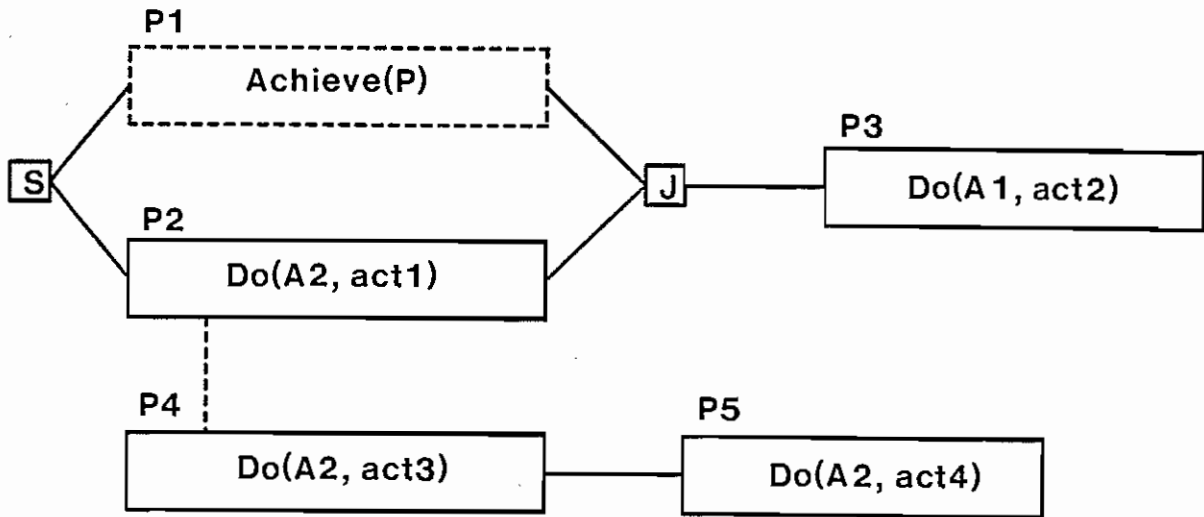 P1
Achieve(P)
P3
S
J
Do(A1, act2)
P2
Do(A2, act1)
P4
P5
Do(A2, act3)
Do(A2, act4)